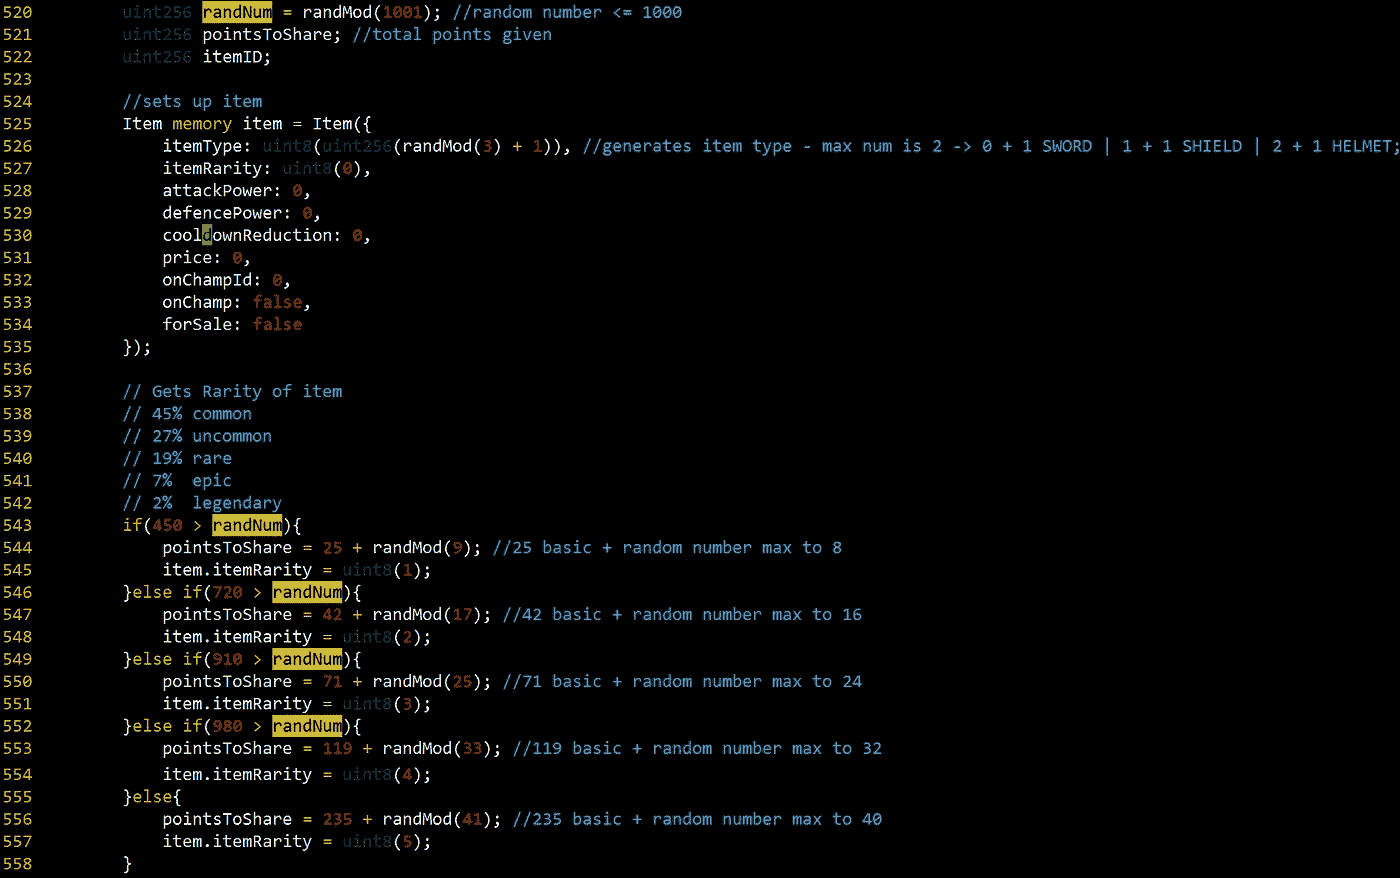 520 uint256 randNum = randMod(1001); //random number <= 1000
521 uint256 pointsToShare; //total points given
522 uint256 itemID;
523
524 //sets up item
525 Item memory item = Item({
526 itemType: uint8(uint256(randMod(3) + 1)), //generates item type - max num is 2 -> 0 + 1 SWORD | 1 + 1 SHIELD | 2 + 1 HELMET;
527 itemRarity: uint8(0),
528 attackPower: 0,
529 defencePower: 0,
530 cooldownReduction: 0,
531 price: 0,
532 onChampId: 0,
533 onChamp: false,
534 forSale: false
535 });
536
537 // Gets Rarity of item
538 // 45% common
539 // 27% uncommon
540 // 19% rare
541 // 7%  epic
542 // 2%  legendary
543 if(450 > randNum){
544 pointsToShare = 25 + randMod(9); //25 basic + random number max to 8
545 item.itemRarity = uint8(1);
546 }else if(720 > randNum){
547 pointsToShare = 42 + randMod(17); //42 basic + random number max to 16
548 item.itemRarity = uint8(2);
549 }else if(910 > randNum){
550 pointsToShare = 71 + randMod(25); //71 basic + random number max to 24
551 item.itemRarity = uint8(3);
552 }else if(980 > randNum){
553 pointsToShare = 119 + randMod(33); //119 basic + random number max to 32
554 item.itemRarity = uint8(4);
555 }else{
556 pointsToShare = 235 + randMod(41); //235 basic + random number max to 40
557 item.itemRarity = uint8(5);
558 }